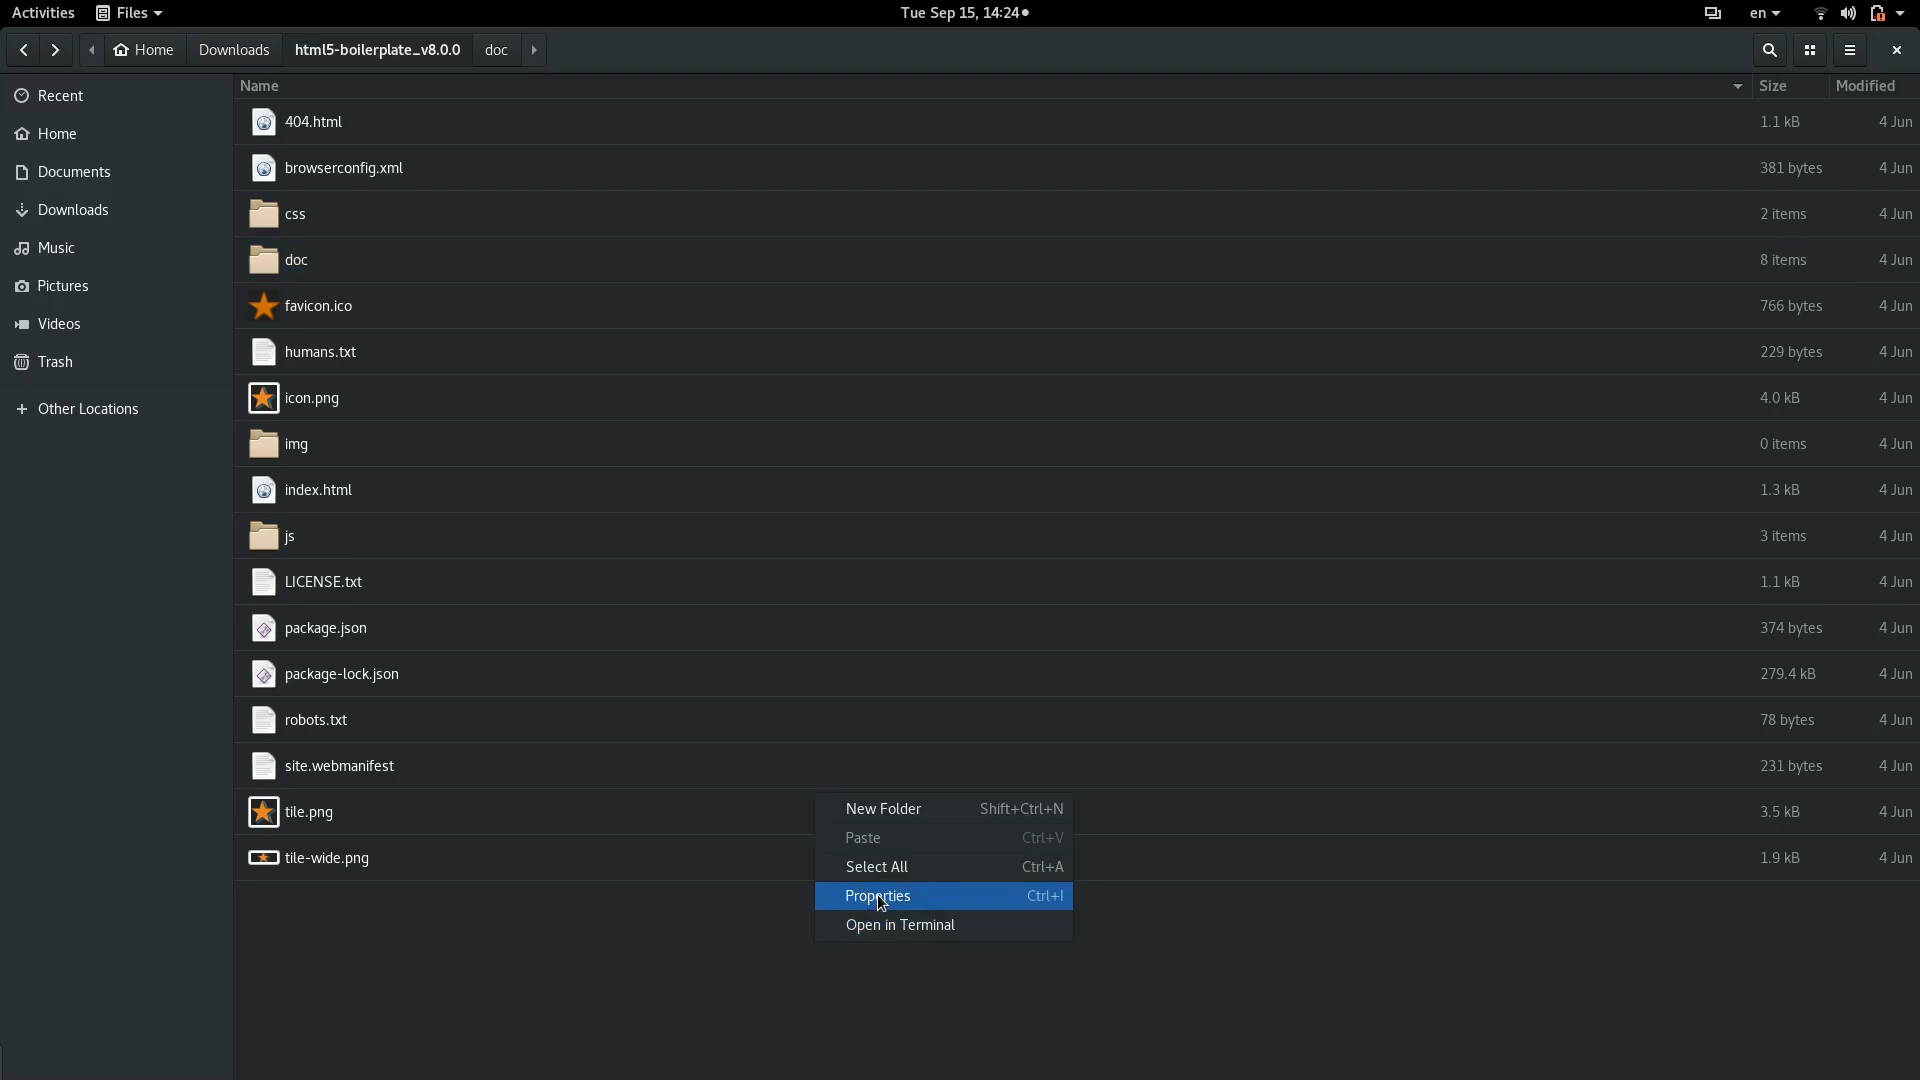 Activities Files Tue Sep 15, 14:24 en
Home Downloads html5-boilerplate_v8.0.0 doc
Name Size Modified
Recent
Home
Documents
Downloads
Music
Pictures
Videos
Trash
Other Locations
404.html 1.1 kB 4 Jun
browserconfig.xml 381 bytes 4 Jun
css 2 items 4 Jun
doc 8 items 4 Jun
favicon.ico 766 bytes 4 Jun
humans.txt 229 bytes 4 Jun
icon.png 4.0 kB 4 Jun
img 0 items 4 Jun
index.html 1.3 kB 4 Jun
js 3 items 4 Jun
LICENSE.txt 1.1 kB 4 Jun
package.json 374 bytes 4 Jun
package-lock.json 279.4 kB 4 Jun
robots.txt 78 bytes 4 Jun
site.webmanifest 231 bytes 4 Jun
tile.png 3.5 kB 4 Jun
tile-wide.png 1.9 kB 4 Jun
New Folder Shift+Ctrl+N
Paste Ctrl+V
Select All Ctrl+A
Properties Ctrl+I
Open in Terminal